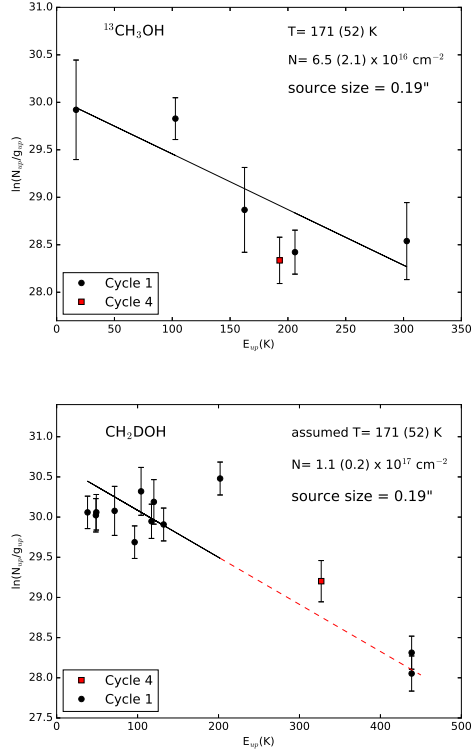 ¹³CH₃OH
T= 171 (52) K
N= 6.5 (2.1) x 10¹⁶ cm⁻²
source size = 0.19"
31.0
30.5
30.0
29.5
29.0
28.5
28.0
ln(Nᵤₚ/gᵤₚ)
Cycle 1
Cycle 4
0 50 100 150 200 250 300 350
Eᵤₚ(K)
CH₂DOH
assumed T= 171 (52) K
N= 1.1 (0.2) x 10¹⁷ cm⁻²
source size = 0.19"
31.0
30.5
30.0
29.5
29.0
28.5
28.0
27.5
ln(Nᵤₚ/gᵤₚ)
Cycle 4
Cycle 1
0 100 200 300 400 500
Eᵤₚ(K)